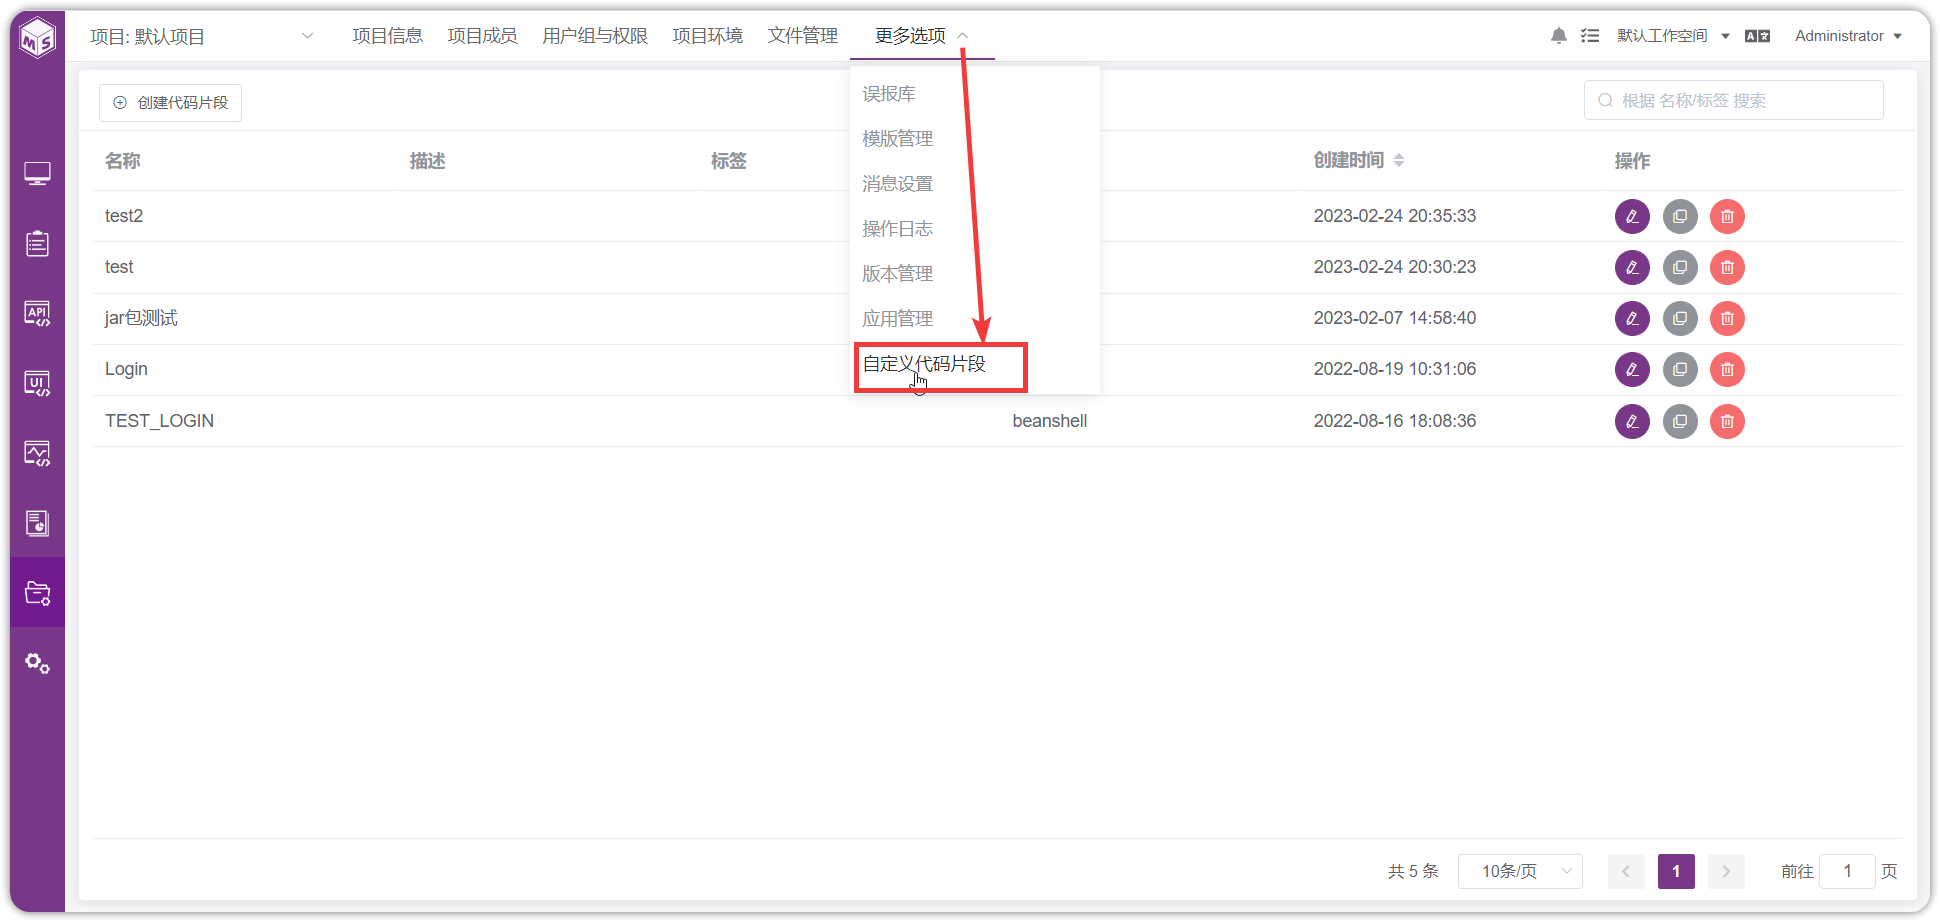 MS
项目: 默认项目
项目信息
项目成员
用户组与权限
项目环境
文件管理
更多选项
默认工作空间
A文
Administrator
创建代码片段
根据 名称/标签 搜索
误报库
模版管理
消息设置
操作日志
版本管理
应用管理
自定义代码片段
名称 描述 标签 创建时间 操作
test2 2023-02-24 20:35:33
test 2023-02-24 20:30:23
jar包测试 2023-02-07 14:58:40
Login 2022-08-19 10:31:06
TEST_LOGIN beanshell 2022-08-16 18:08:36
API
UI
共 5 条 10条/页 1 前往 1 页